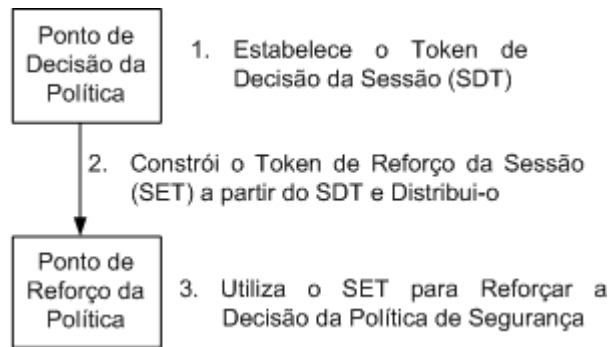 Ponto de
Decisão da
Política
1. Estabelece o Token de
Decisão da Sessão (SDT)
2. Constrói o Token de Reforço da Sessão
(SET) a partir do SDT e Distribui-o
Ponto de
Reforço da
Política
3. Utiliza o SET para Reforçar a
Decisão da Política de Segurança